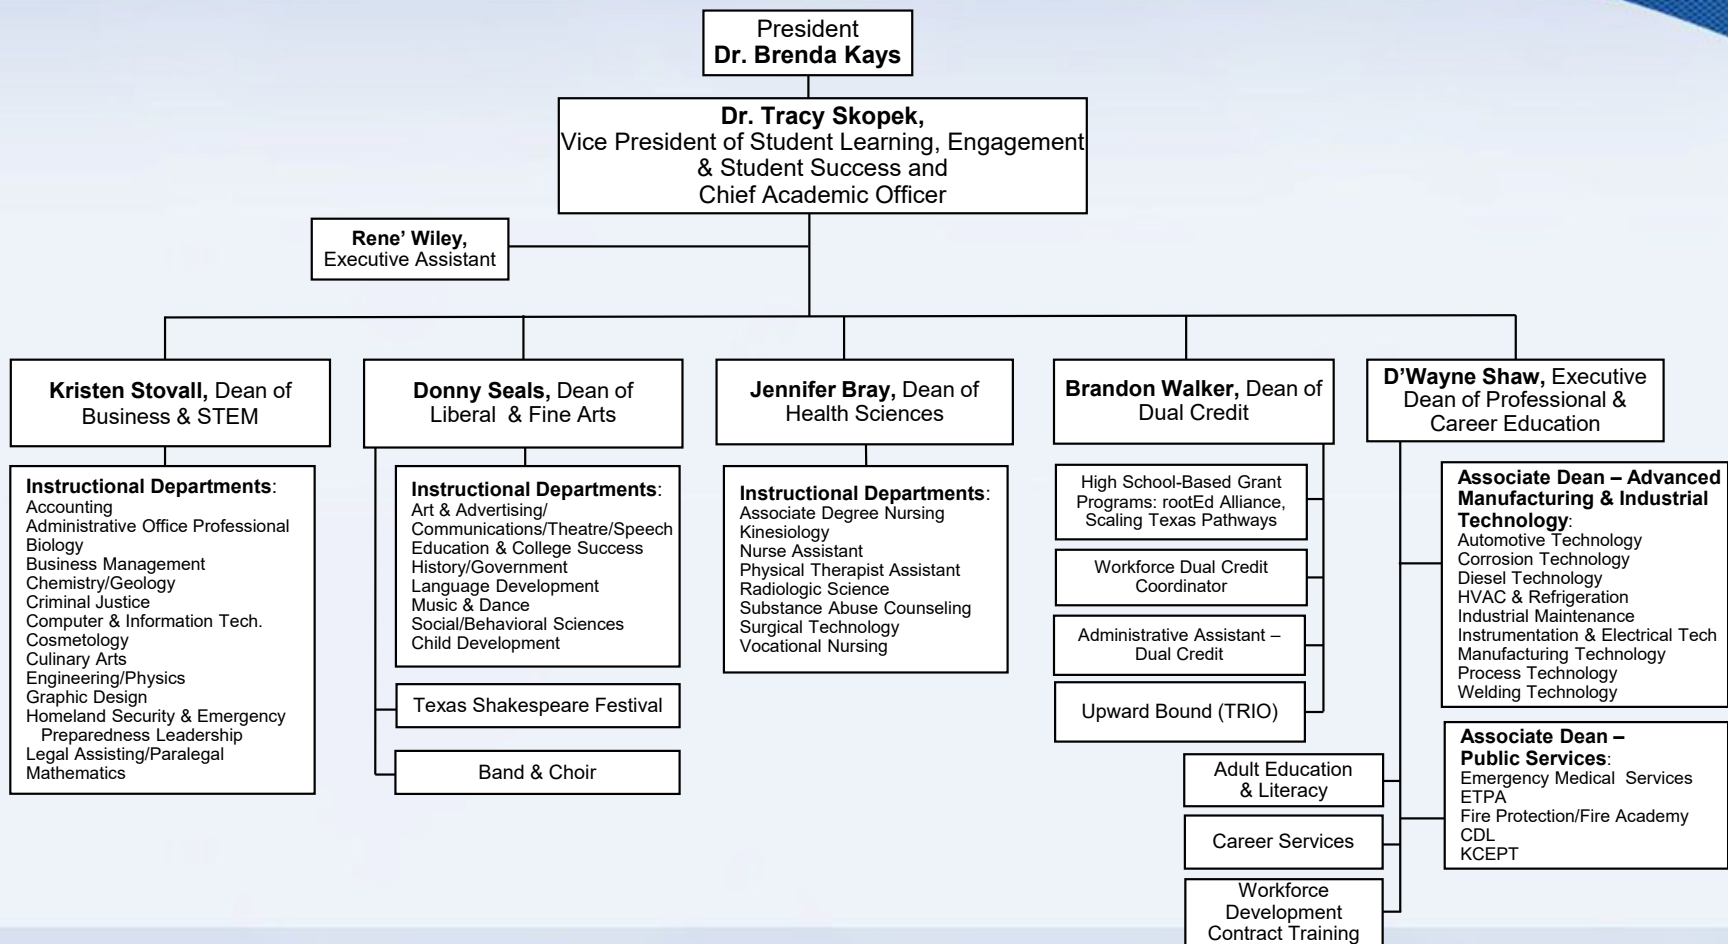 President
Dr. Brenda Kays
Dr. Tracy Skopek,
Vice President of Student Learning, Engagement
& Student Success and
Chief Academic Officer
Rene’ Wiley,
Executive Assistant
Kristen Stovall, Dean of
Business & STEM
Instructional Departments:
Accounting
Administrative Office Professional
Biology
Business Management
Chemistry/Geology
Criminal Justice
Computer & Information Tech.
Cosmetology
Culinary Arts
Engineering/Physics
Graphic Design
Homeland Security & Emergency
Preparedness Leadership
Legal Assisting/Paralegal
Mathematics
Donny Seals, Dean of
Liberal & Fine Arts
Instructional Departments:
Art & Advertising/
Communications/Theatre/Speech
Education & College Success
History/Government
Language Development
Music & Dance
Social/Behavioral Sciences
Child Development
Texas Shakespeare Festival
Band & Choir
Jennifer Bray, Dean of
Health Sciences
Instructional Departments:
Associate Degree Nursing
Kinesiology
Nurse Assistant
Physical Therapist Assistant
Radiologic Science
Substance Abuse Counseling
Surgical Technology
Vocational Nursing
Brandon Walker, Dean of
Dual Credit
High School-Based Grant
Programs: rootEd Alliance,
Scaling Texas Pathways
Workforce Dual Credit
Coordinator
Administrative Assistant –
Dual Credit
Upward Bound (TRIO)
D’Wayne Shaw, Executive
Dean of Professional &
Career Education
Associate Dean – Advanced
Manufacturing & Industrial
Technology:
Automotive Technology
Corrosion Technology
Diesel Technology
HVAC & Refrigeration
Industrial Maintenance
Instrumentation & Electrical Tech
Manufacturing Technology
Process Technology
Welding Technology
Associate Dean –
Public Services:
Emergency Medical Services
ETPA
Fire Protection/Fire Academy
CDL
KCEPT
Adult Education
& Literacy
Career Services
Workforce
Development
Contract Training